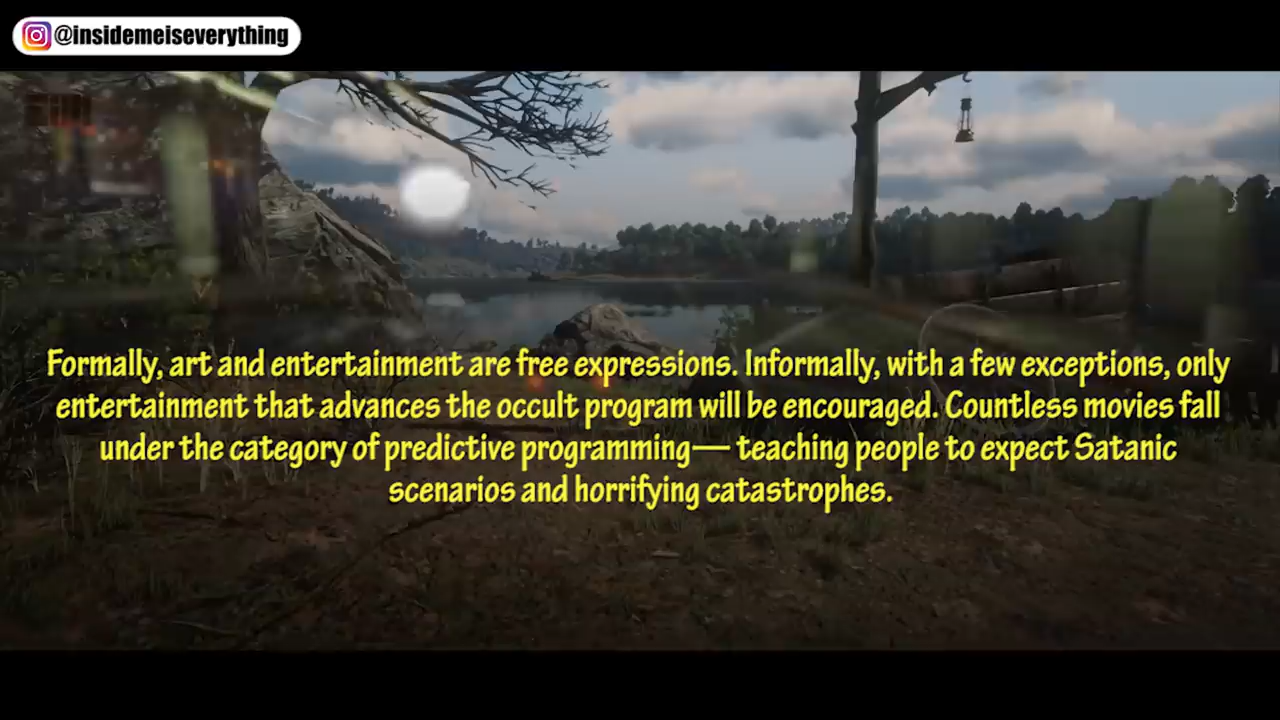 @insidemeiseverything
Formally, art and entertainment are free expressions. Informally, with a few exceptions, only
entertainment that advances the occult program will be encouraged. Countless movies fall
under the category of predictive programming— teaching people to expect Satanic
scenarios and horrifying catastrophes.